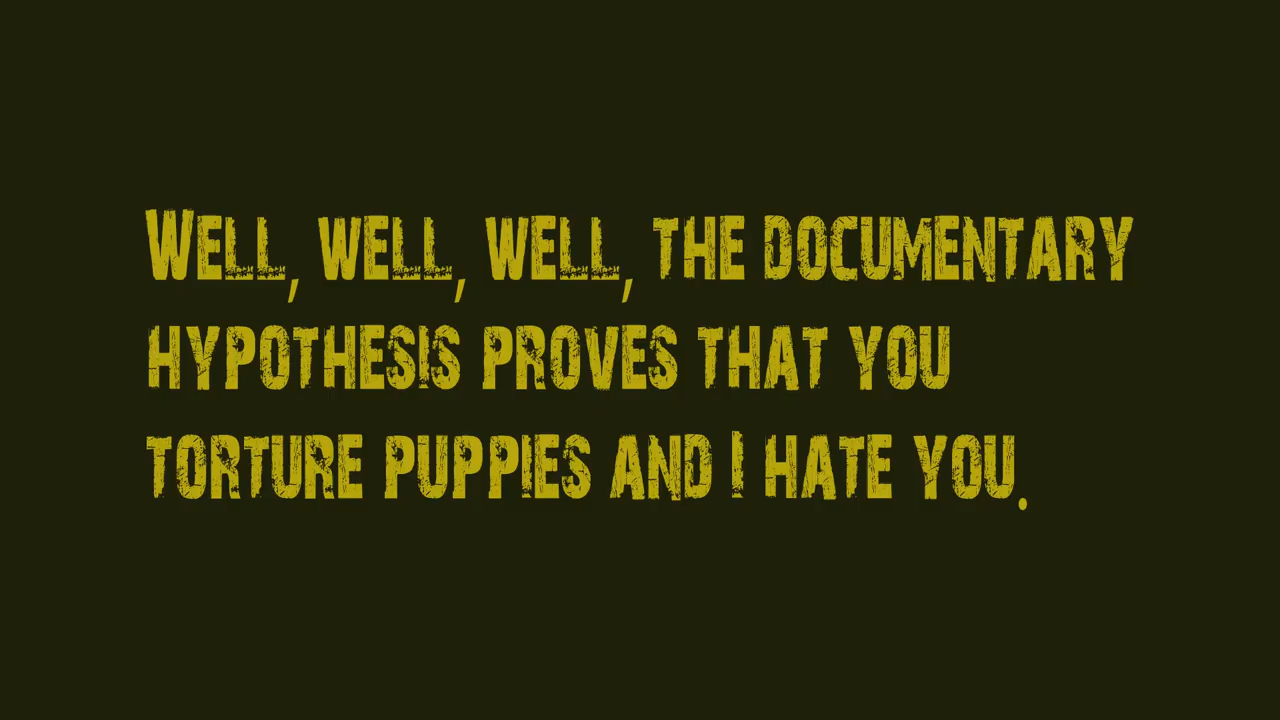 Well, well, well, the documentary
hypothesis proves that you
torture puppies and I hate you.